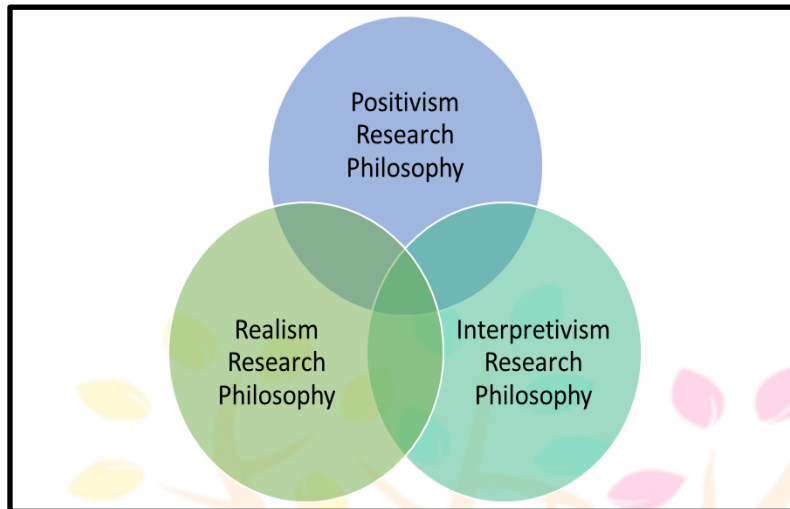 Positivism
Research
Philosophy
Realism
Research
Philosophy
Interpretivism
Research
Philosophy